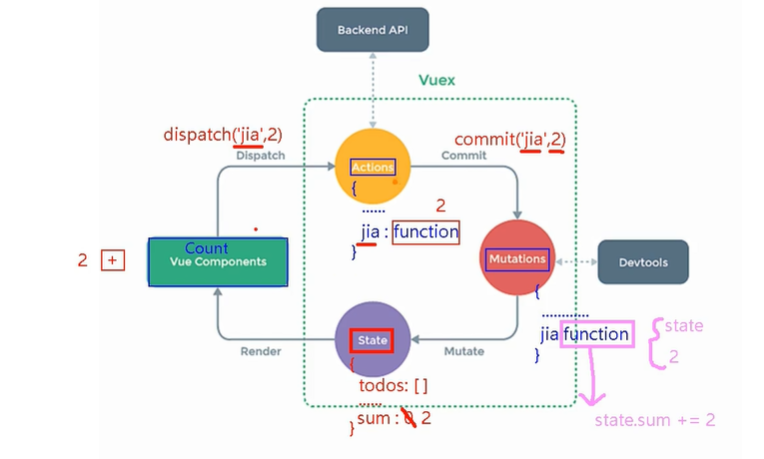 Backend API
Vuex
dispatch('jia',2)
commit('jia',2)
Dispatch
Actions
Commit
{
......
2
jia : function
}
Count
Vue Components
2 +
Mutations
Devtools
{
............
jia function
}
{ state
2
state.sum += 2
State
Render
Mutate
{
todos: [ ]
......
sum : 0 2
}